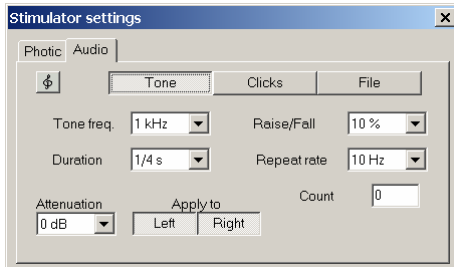 Stimulator settings
Photic Audio
Tone Clicks File
Tone freq. 1 kHz Raise/Fall 10 %
Duration 1/4 s Repeat rate 10 Hz
Count 0
Attenuation Apply to
0 dB Left Right